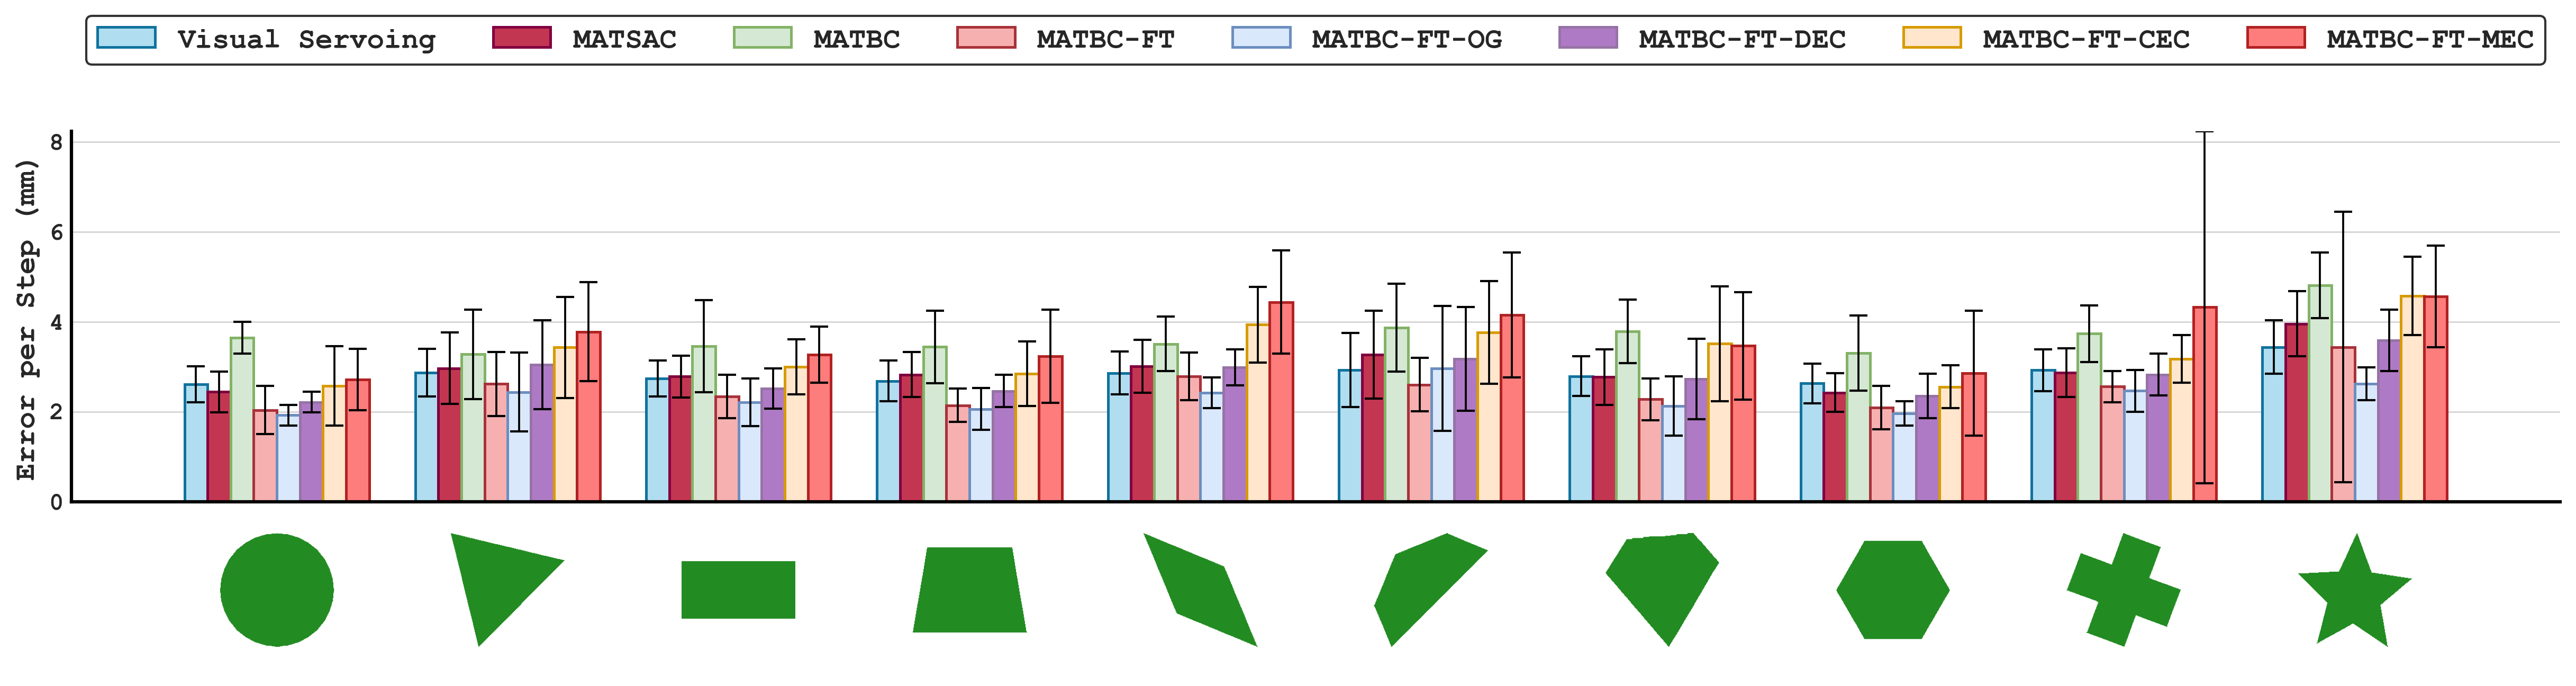 Visual Servoing MATSAC MATBC MATBC-FT MATBC-FT-OG MATBC-FT-DEC MATBC-FT-CEC MATBC-FT-MEC
Error per Step (mm)
8
6
4
2
0